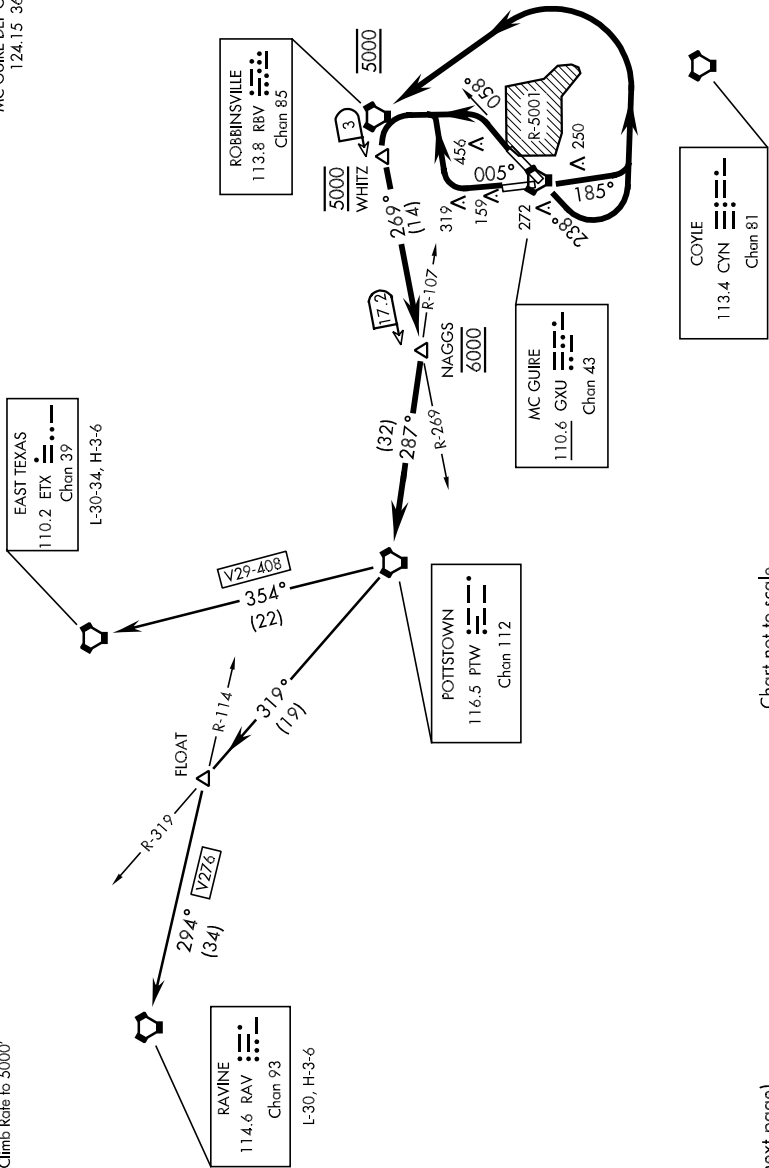 124.15 36
Climb Rate to 5000'
EAST TEXAS
110.2 ETX
Chan 39
L-30-34, H-3-6
ROBBINSVILLE
113.8 RBV
Chan 85
5000
3
5000
WHITZ
269°
(14)
17.2
NAGGS
6000
R-107
R-269
(32)
287°
V29-408
354°
(22)
319°
(19)
FLOAT
R-114
R-319
294°
V276
(34)
RAVINE
114.6 RAV
Chan 93
L-30, H-3-6
POTTSTOWN
116.5 PTW
Chan 112
MC GUIRE
110.6 GXU
Chan 43
COYLE
113.4 CYN
Chan 81
R-5001
058°
005°
185°
238°
456
319
159
272
250
Chart not to scale
ext page)